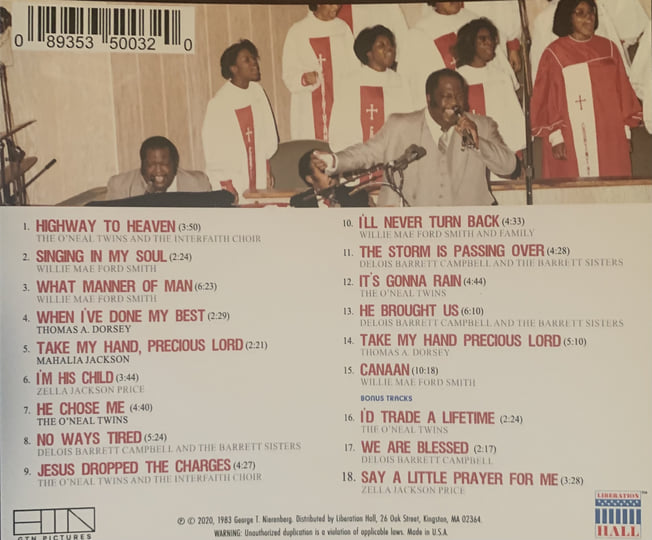 0 89353 50032 0
1. HIGHWAY TO HEAVEN (3:50)
THE O'NEAL TWINS AND THE INTERFAITH CHOIR
2. SINGING IN MY SOUL (2:24)
WILLIE MAE FORD SMITH
3. WHAT MANNER OF MAN (6:23)
WILLIE MAE FORD SMITH
4. WHEN I'VE DONE MY BEST (2:29)
THOMAS A. DORSEY
5. TAKE MY HAND, PRECIOUS LORD (2:21)
MAHALIA JACKSON
6. I'M HIS CHILD (3:44)
ZELLA JACKSON PRICE
7. HE CHOSE ME (4:40)
THE O'NEAL TWINS
8. NO WAYS TIRED (5:24)
DELOIS BARRETT CAMPBELL AND THE BARRETT SISTERS
9. JESUS DROPPED THE CHARGES (4:27)
THE O'NEAL TWINS AND THE INTERFAITH CHOIR
10. I'LL NEVER TURN BACK (4:33)
WILLIE MAE FORD SMITH AND FAMILY
11. THE STORM IS PASSING OVER (4:28)
DELOIS BARRETT CAMPBELL AND THE BARRETT SISTERS
12. IT'S GONNA RAIN (4:44)
THE O'NEAL TWINS
13. HE BROUGHT US (6:10)
DELOIS BARRETT CAMPBELL AND THE BARRETT SISTERS
14. TAKE MY HAND PRECIOUS LORD (5:10)
THOMAS A. DORSEY
15. CANAAN (10:18)
WILLIE MAE FORD SMITH
BONUS TRACKS
16. I'D TRADE A LIFETIME (2:24)
THE O'NEAL TWINS
17. WE ARE BLESSED (2:17)
DELOIS BARRETT CAMPBELL
18. SAY A LITTLE PRAYER FOR ME (3:28)
ZELLA JACKSON PRICE
GTN
GTN PICTURES
℗ © 2020, 1983 George T. Nierenberg. Distributed by Liberation Hall, 26 Oak Street, Kingston, MA 02364.
WARNING: Unauthorized duplication is a violation of applicable laws. Made in U.S.A.
LIBERATION ™
HALL